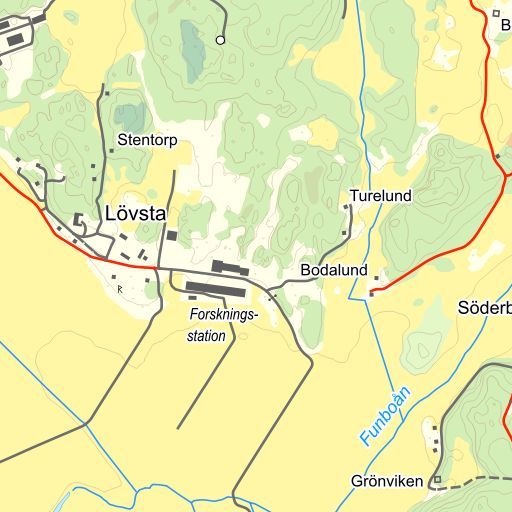 B
Stentorp
Turelund
Lövsta
R
Bodalund
Söderb
Forsknings-
station
Funboån
Grönviken